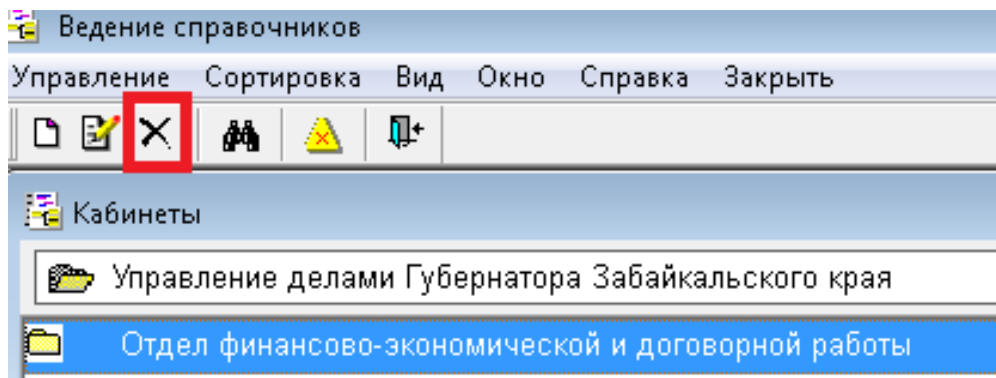 Ведение справочников
Управление Сортировка Вид Окно Справка Закрыть
Кабинеты
Управление делами Губернатора Забайкальского края
Отдел финансово-экономической и договорной работы